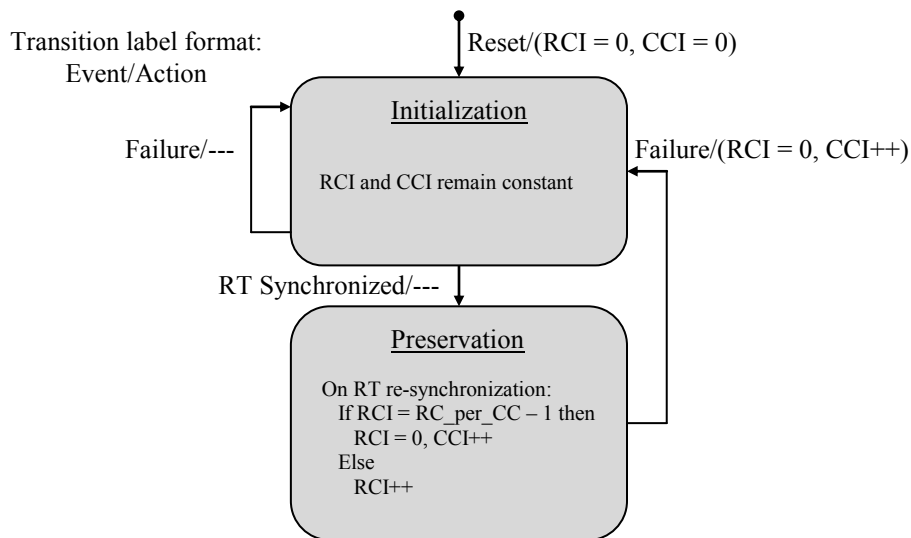 Transition label format:
Event/Action
Reset/(RCI = 0, CCI = 0)
Initialization
RCI and CCI remain constant
Failure/---
Failure/(RCI = 0, CCI++)
RT Synchronized/---
Preservation
On RT re-synchronization:
If RCI = RC_per_CC – 1 then
RCI = 0, CCI++
Else
RCI++